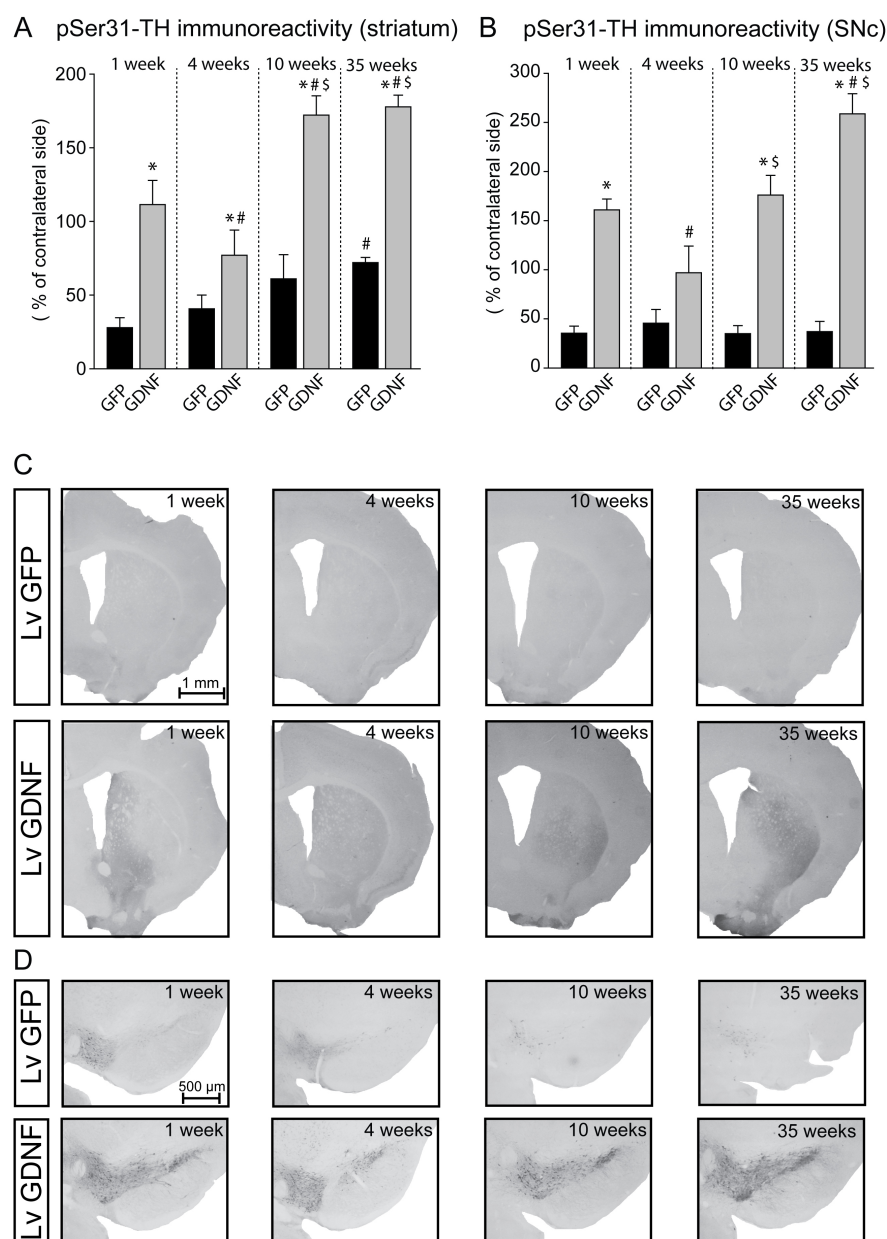 A pSer31-TH immunoreactivity (striatum)
1 week 4 weeks 10 weeks 35 weeks
200
150
100
50
0
( % of contralateral side)
*
*#
*#$
#
*#$
GFP GDNF GFP GDNF GFP GDNF GFP GDNF
B pSer31-TH immunoreactivity (SNc)
1 week 4 weeks 10 weeks 35 weeks
300
250
200
150
100
50
0
( % of contralateral side)
*
#
*$
*#$
GFP GDNF GFP GDNF GFP GDNF GFP GDNF
C
Lv GFP
1 week 4 weeks 10 weeks 35 weeks
1 mm
Lv GDNF
1 week 4 weeks 10 weeks 35 weeks
D
Lv GFP
1 week 4 weeks 10 weeks 35 weeks
500 µm
Lv GDNF
1 week 4 weeks 10 weeks 35 weeks